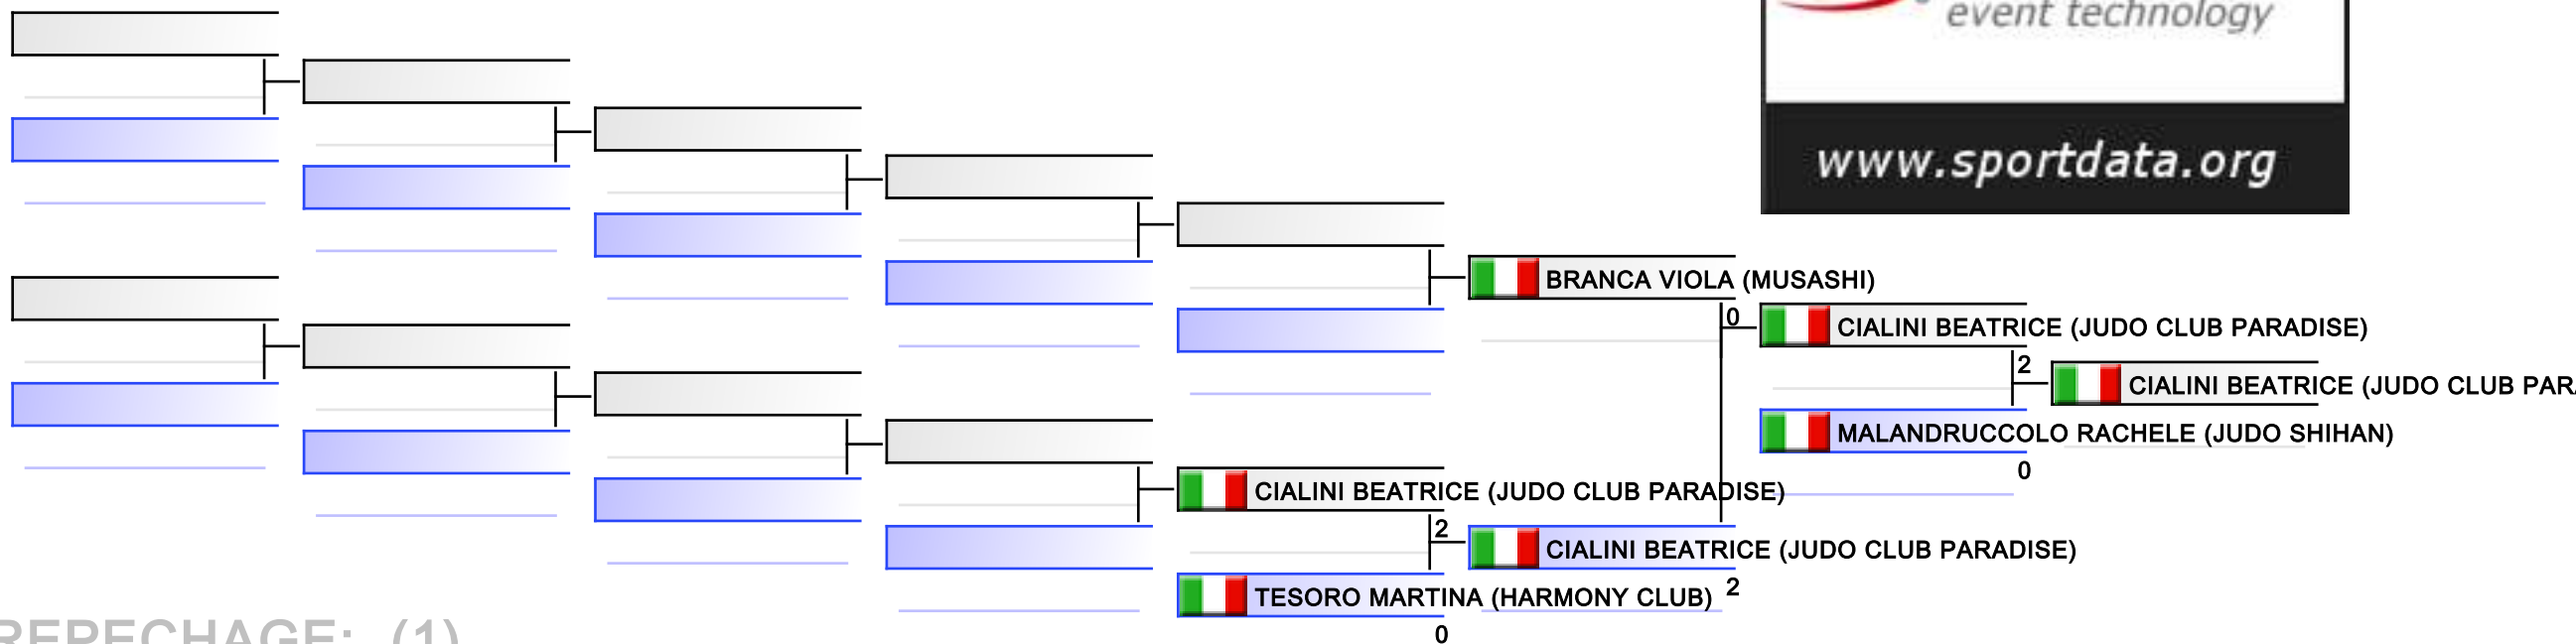 event technology
www.sportdata.org
BRANCA VIOLA (MUSASHI)
0
CIALINI BEATRICE (JUDO CLUB PARADISE)
2
CIALINI BEATRICE (JUDO CLUB PAR
MALANDRUCCOLO RACHELE (JUDO SHIHAN)
0
CIALINI BEATRICE (JUDO CLUB PARADISE)
2
CIALINI BEATRICE (JUDO CLUB PARADISE)
2
TESORO MARTINA (HARMONY CLUB)
0
REPECHAGE: (1)